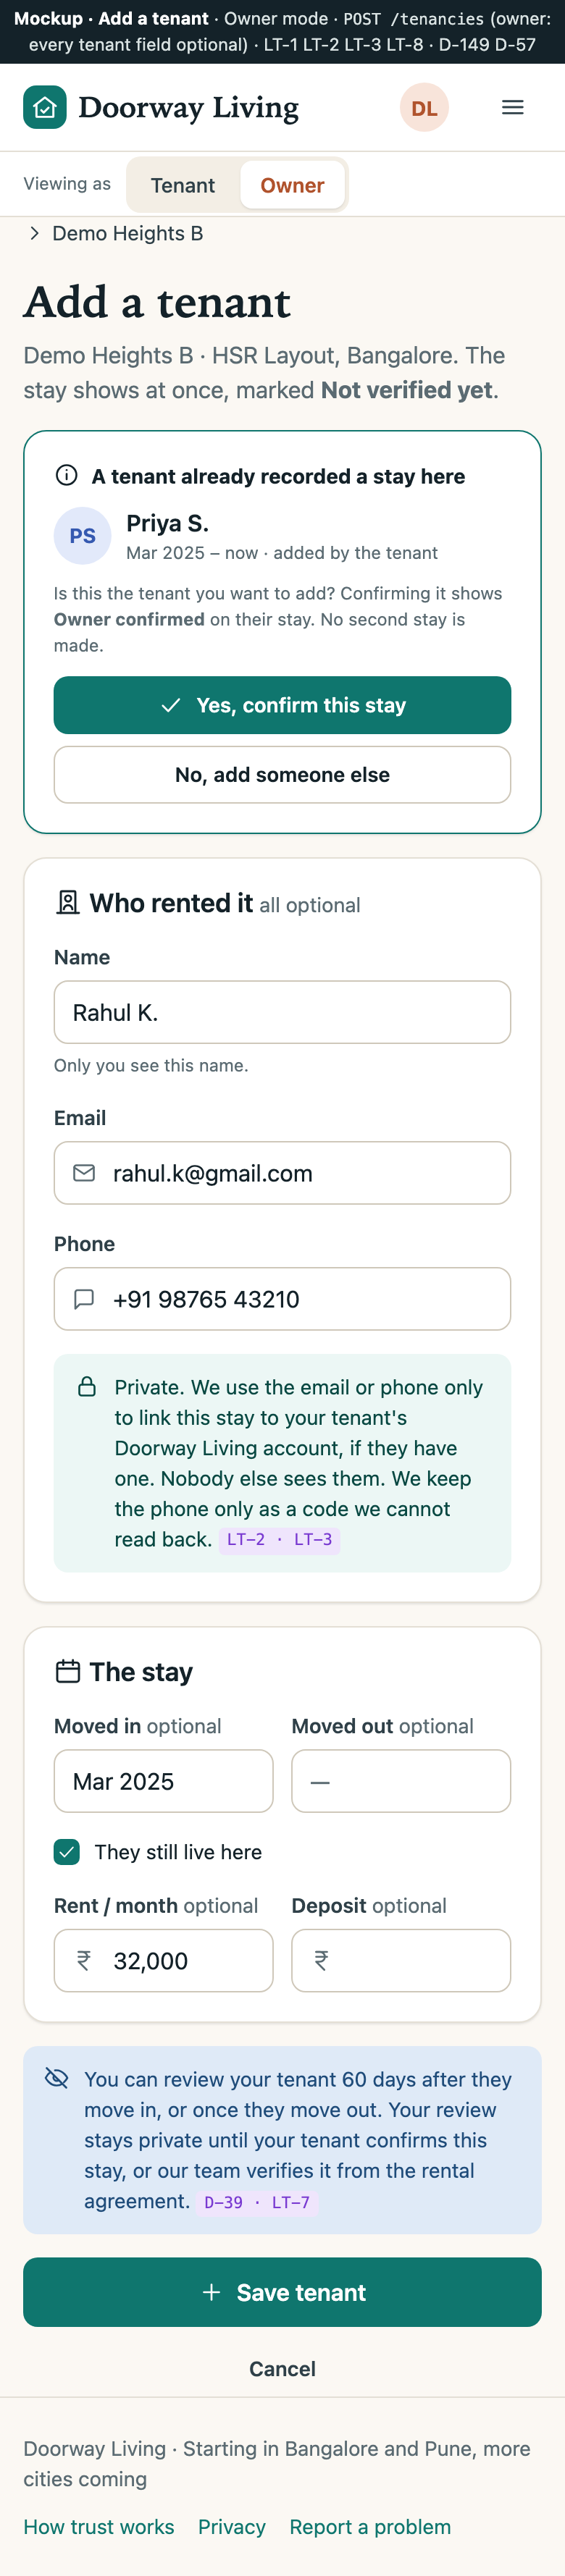 Mockup · Add a tenant · Owner mode · POST /tenancies (owner:
every tenant field optional) · LT-1 LT-2 LT-3 LT-8 · D-149 D-57
Doorway Living
DL
Viewing as
Tenant
Owner
Demo Heights B
Add a tenant
Demo Heights B · HSR Layout, Bangalore. The
stay shows at once, marked Not verified yet.
A tenant already recorded a stay here
PS
Priya S.
Mar 2025 – now · added by the tenant
Is this the tenant you want to add? Confirming it shows
Owner confirmed on their stay. No second stay is
made.
Yes, confirm this stay
No, add someone else
Who rented it all optional
Name
Rahul K.
Only you see this name.
Email
rahul.k@gmail.com
Phone
+91 98765 43210
Private. We use the email or phone only
to link this stay to your tenant's
Doorway Living account, if they have
one. Nobody else sees them. We keep
the phone only as a code we cannot
read back. LT-2 · LT-3
The stay
Moved in optional
Moved out optional
Mar 2025
—
They still live here
Rent / month optional
Deposit optional
₹ 32,000
₹
You can review your tenant 60 days after they
move in, or once they move out. Your review
stays private until your tenant confirms this
stay, or our team verifies it from the rental
agreement. D-39 · LT-7
+ Save tenant
Cancel
Doorway Living · Starting in Bangalore and Pune, more
cities coming
How trust works Privacy Report a problem